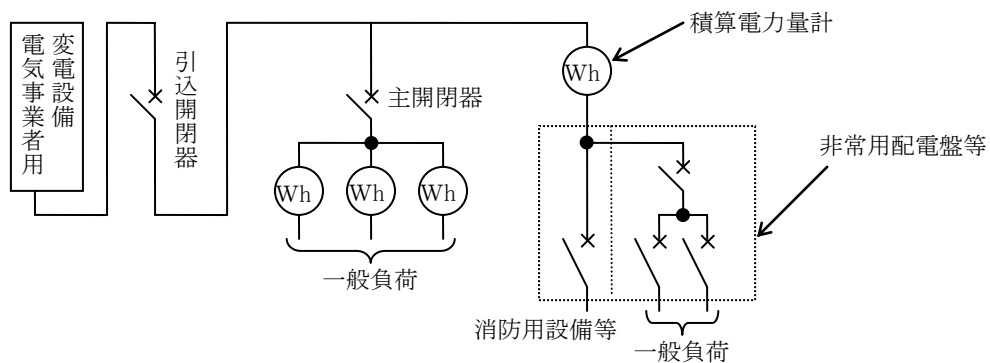 変電設備
電気事業者用
引込開閉器
主開閉器
Wh
Wh
Wh
一般負荷
積算電力量計
Wh
非常用配電盤等
消防用設備等
一般負荷